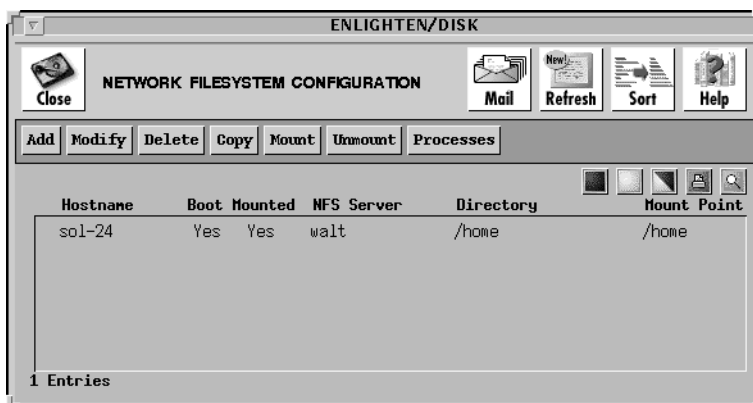 ENLIGHTEN/DISK
Close
NETWORK FILESYSTEM CONFIGURATION
Mail
New!
Refresh
Sort
Help
Add Modify Delete Copy Mount Unmount Processes
Hostname Boot Mounted NFS Server Directory Mount Point
sol-24 Yes Yes walt /home /home
1 Entries